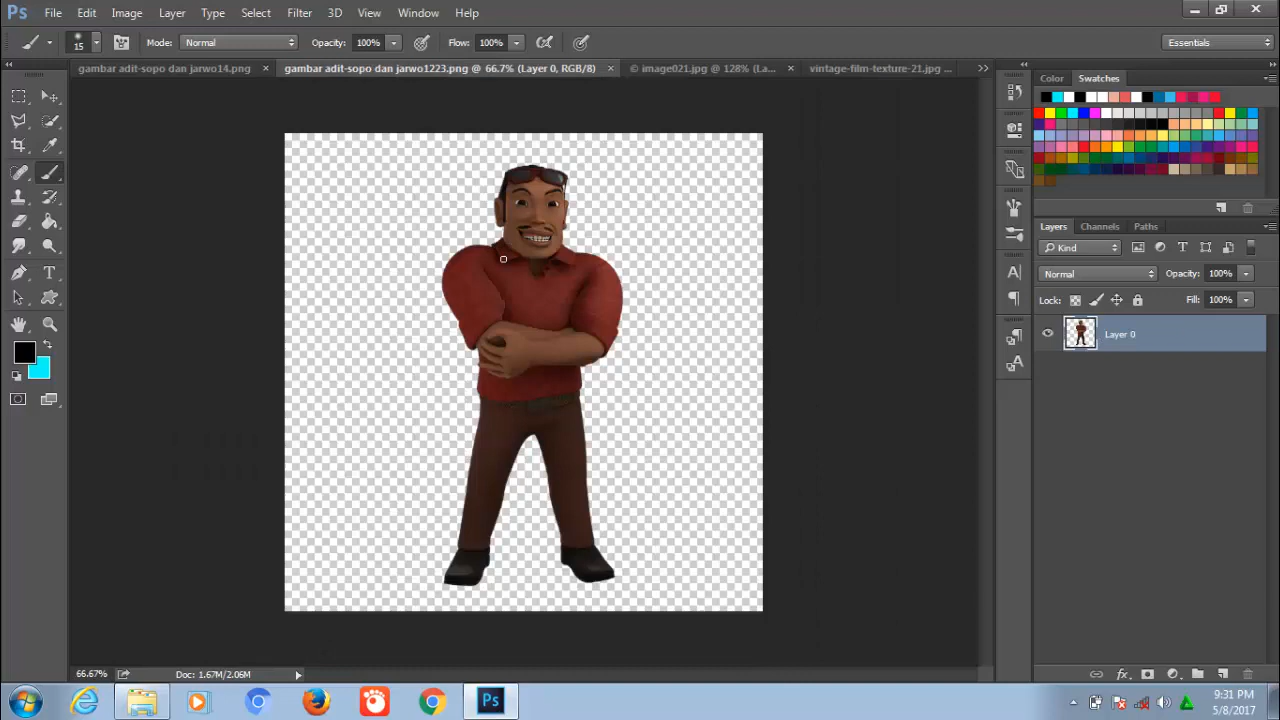 Ps File Edit Image Layer Type Select Filter 3D View Window Help
15 Mode: Normal Opacity: 100% Flow: 100% Essentials
gambar adit-sopo dan jarwo14.png × gambar adit-sopo dan jarwo1223.png @ 66.7% (Layer 0, RGB/8) × © image021.jpg @ 128% (La... × vintage-film-texture-21.jpg ...
Color Swatches
Layers Channels Paths
Kind
Normal Opacity: 100%
Lock: Fill: 100%
Layer 0
66.67% Doc: 1.67M/2.06M
Ps
9:31 PM
5/8/2017